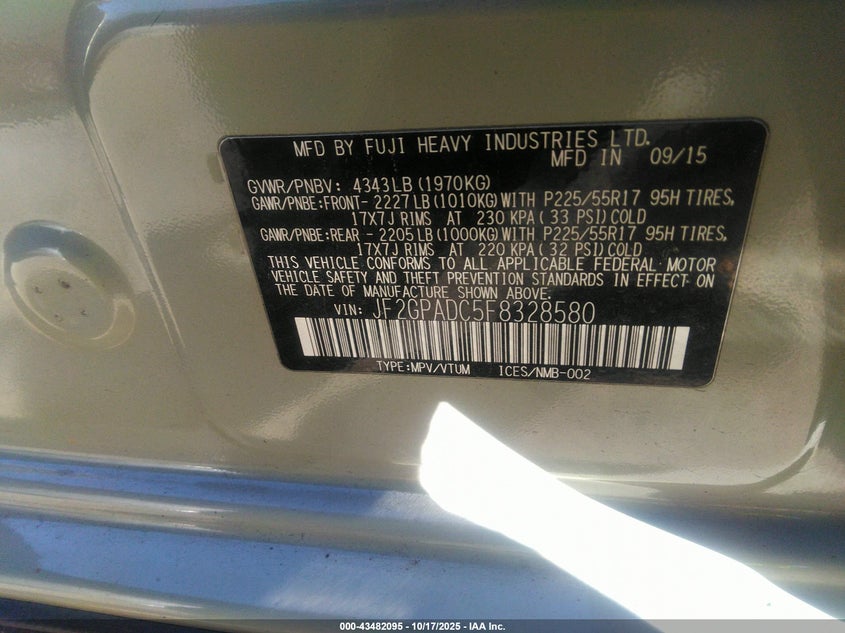 MFD BY FUJI HEAVY INDUSTRIES LTD.
MFD IN 09/15
GVWR/PNBV: 4343LB(1970KG)
GAWR/PNBE:FRONT-2227LB(1010KG)WITH P225/55R17 95H TIRES,
17X7J RIMS AT 230 KPA(33 PSI)COLD
GAWR/PNBE:REAR -2205LB(1000KG)WITH P225/55R17 95H TIRES,
17X7J RIMS AT 220 KPA(32 PSI)COLD
THIS VEHICLE CONFORMS TO ALL APPLICABLE FEDERAL MOTOR
VEHICLE SAFETY AND THEFT PREVENTION STANDARDS IN EFFECT ON
THE DATE OF MANUFACTURE SHOWN ABOVE.
VIN: JF2GPADC5F8328580
TYPE:MPV/VTUM ICES/NMB-002
000-43482095 - 10/17/2025 - IAA Inc.